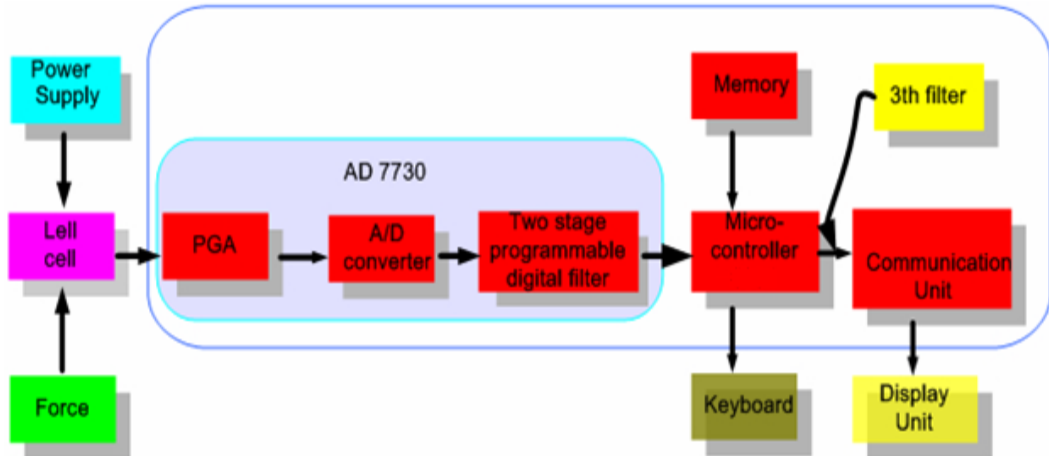 Power
Supply
Memory
3th filter
AD 7730
Lell
cell
PGA
A/D
converter
Two stage
programmable
digital filter
Micro-
controller
Communication
Unit
Force
Keyboard
Display
Unit